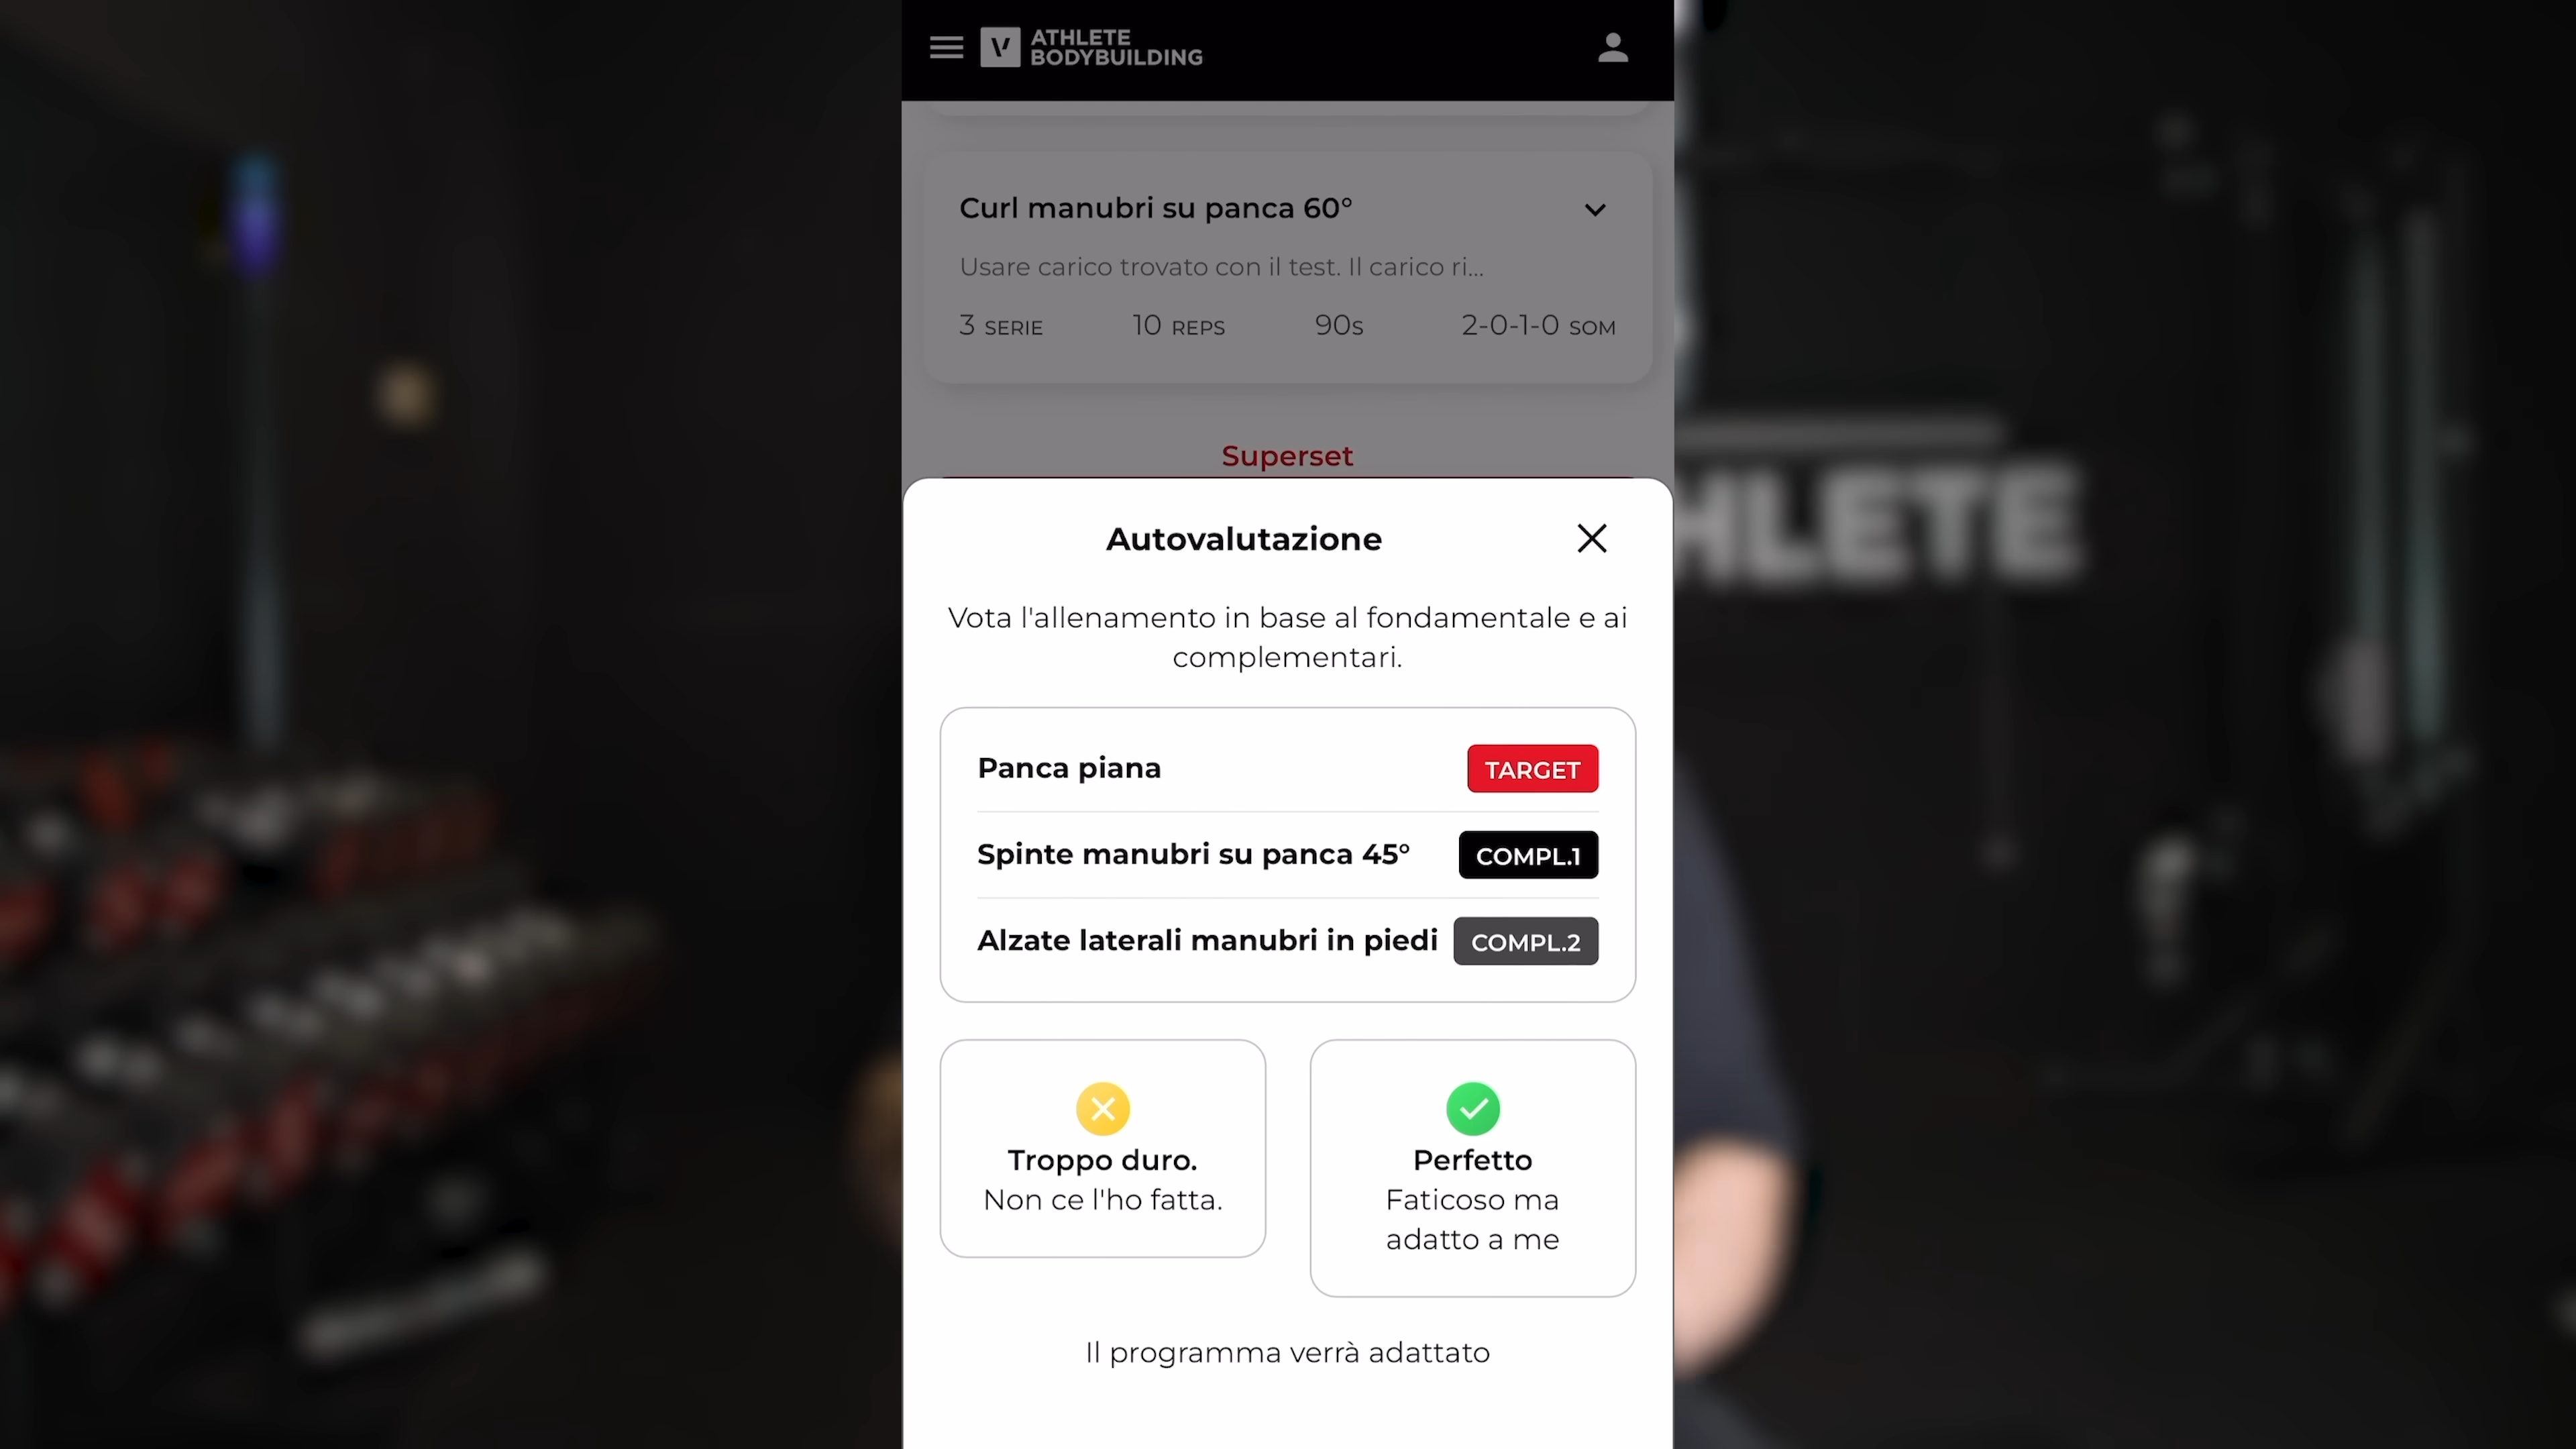 ATHLETE
BODYBUILDING
Curl manubri su panca 60°
Usare carico trovato con il test. Il carico ri...
3 SERIE 10 REPS 90s 2-0-1-0 SOM
Superset
HLETE
Autovalutazione
Vota l'allenamento in base al fondamentale e ai
complementari.
Panca piana TARGET
Spinte manubri su panca 45° COMPL.1
Alzate laterali manubri in piedi COMPL.2
Troppo duro.
Non ce l'ho fatta.
Perfetto
Faticoso ma
adatto a me
Il programma verrà adattato